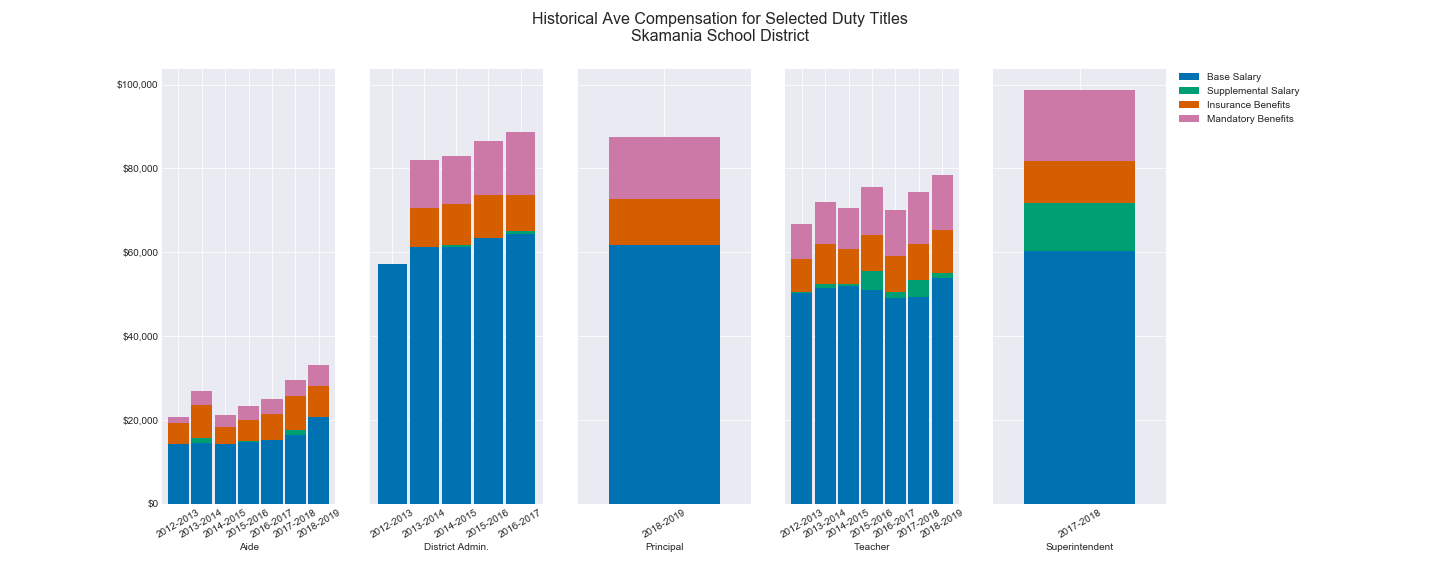 Historical Ave Compensation for Selected Duty Titles
Skamania School District
Base Salary
Supplemental Salary
Insurance Benefits
Mandatory Benefits
$100,000
$80,000
$60,000
$40,000
$20,000
$0
2012-2013 2013-2014 2014-2015 2015-2016 2016-2017 2017-2018 2018-2019
Aide
2012-2013 2013-2014 2014-2015 2015-2016 2016-2017
District Admin.
2018-2019
Principal
2012-2013 2013-2014 2014-2015 2015-2016 2016-2017 2017-2018 2018-2019
Teacher
2017-2018
Superintendent